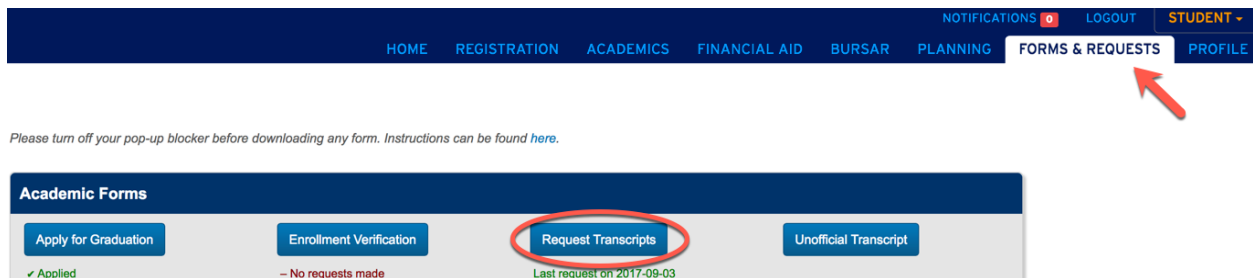 NOTIFICATIONS 0 LOGOUT STUDENT
HOME REGISTRATION ACADEMICS FINANCIAL AID BURSAR PLANNING FORMS & REQUESTS PROFILE
Please turn off your pop-up blocker before downloading any form. Instructions can be found here.
Academic Forms
Apply for Graduation Enrollment Verification Request Transcripts Unofficial Transcript
✔ Applied – No requests made Last request on 2017-09-03